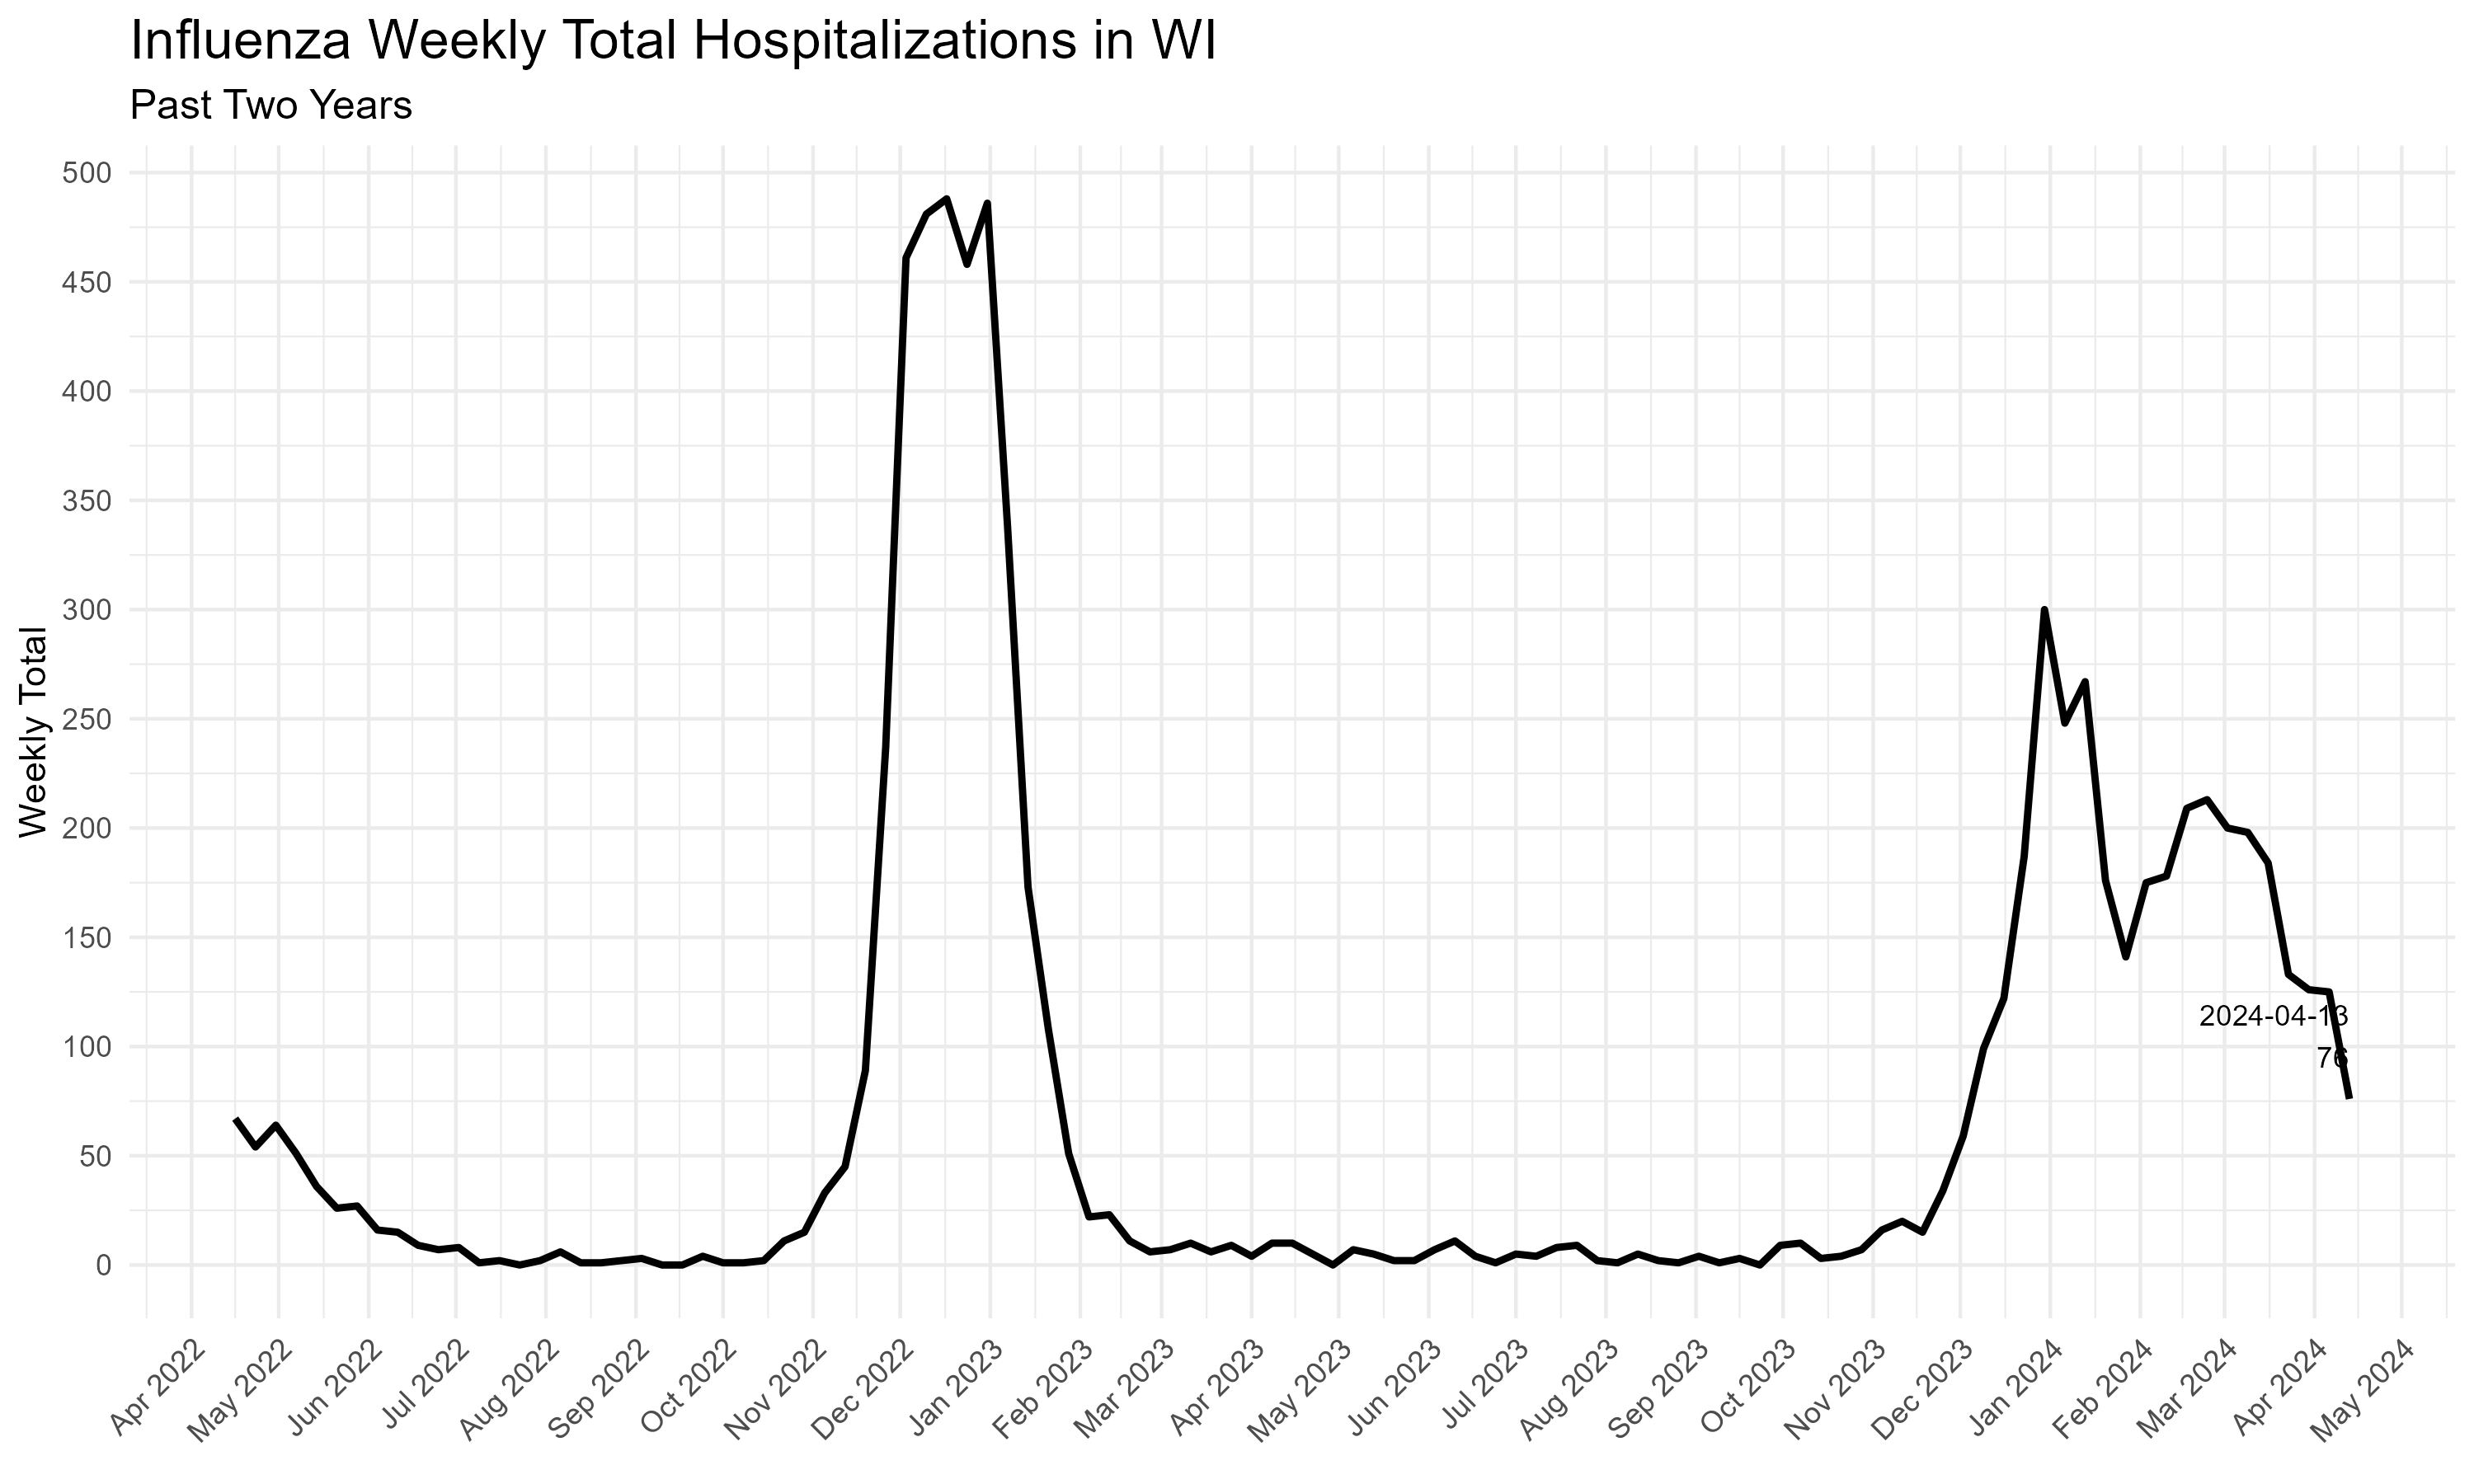 Influenza Weekly Total Hospitalizations in WI
Past Two Years
Weekly Total
500
450
400
350
300
250
200
150
100
50
0
2024-04-13
76
Apr 2022
May 2022
Jun 2022
Jul 2022
Aug 2022
Sep 2022
Oct 2022
Nov 2022
Dec 2022
Jan 2023
Feb 2023
Mar 2023
Apr 2023
May 2023
Jun 2023
Jul 2023
Aug 2023
Sep 2023
Oct 2023
Nov 2023
Dec 2023
Jan 2024
Feb 2024
Mar 2024
Apr 2024
May 2024